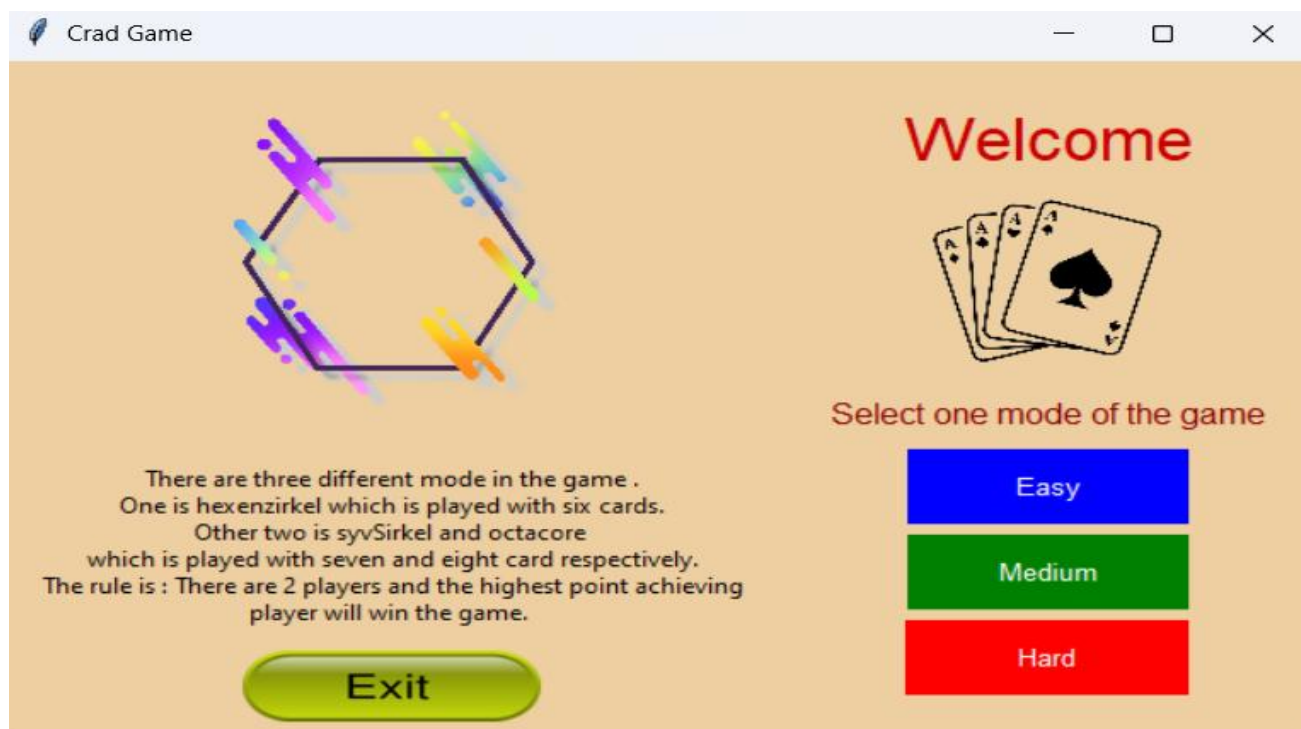 Crad Game
There are three different mode in the game .
One is hexenzirkel which is played with six cards.
Other two is syvSirkel and octacore
which is played with seven and eight card respectively.
The rule is : There are 2 players and the highest point achieving
player will win the game.
Exit
Welcome
A A A A
A
Select one mode of the game
Easy
Medium
Hard